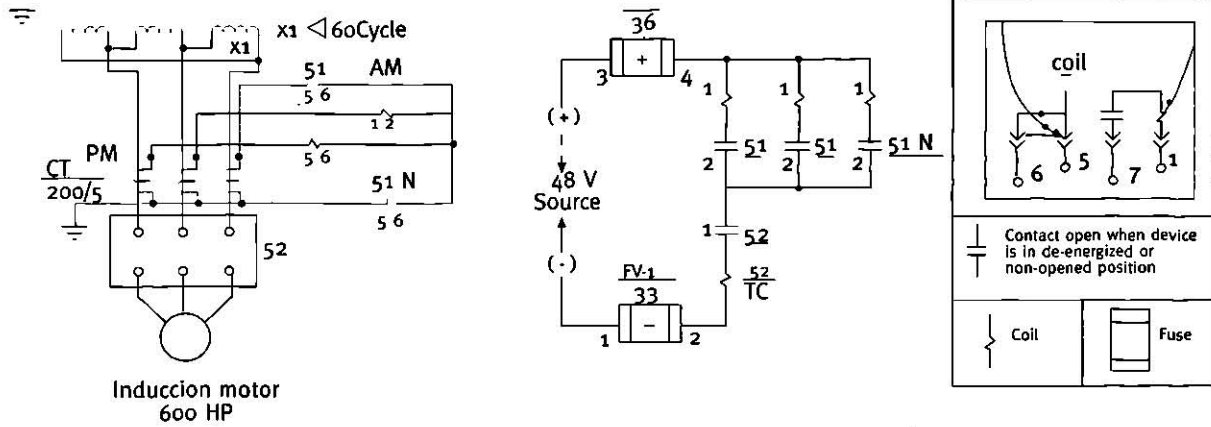 X1
X1 ◁ 60Cycle
51
AM
5 6
1 2
PM
5 6
CT
200/5
51 N
5 6
52
Induccion motor
600 HP
36
3
+
4
(+)
48 V
Source
(-)
1
1
1
2
51
2
51
2
51 N
1
52
52
TC
FV-1
33
1
-
2
coil
6
5
7
1
Contact open when device
is in de-energized or
non-opened position
Coil
Fuse